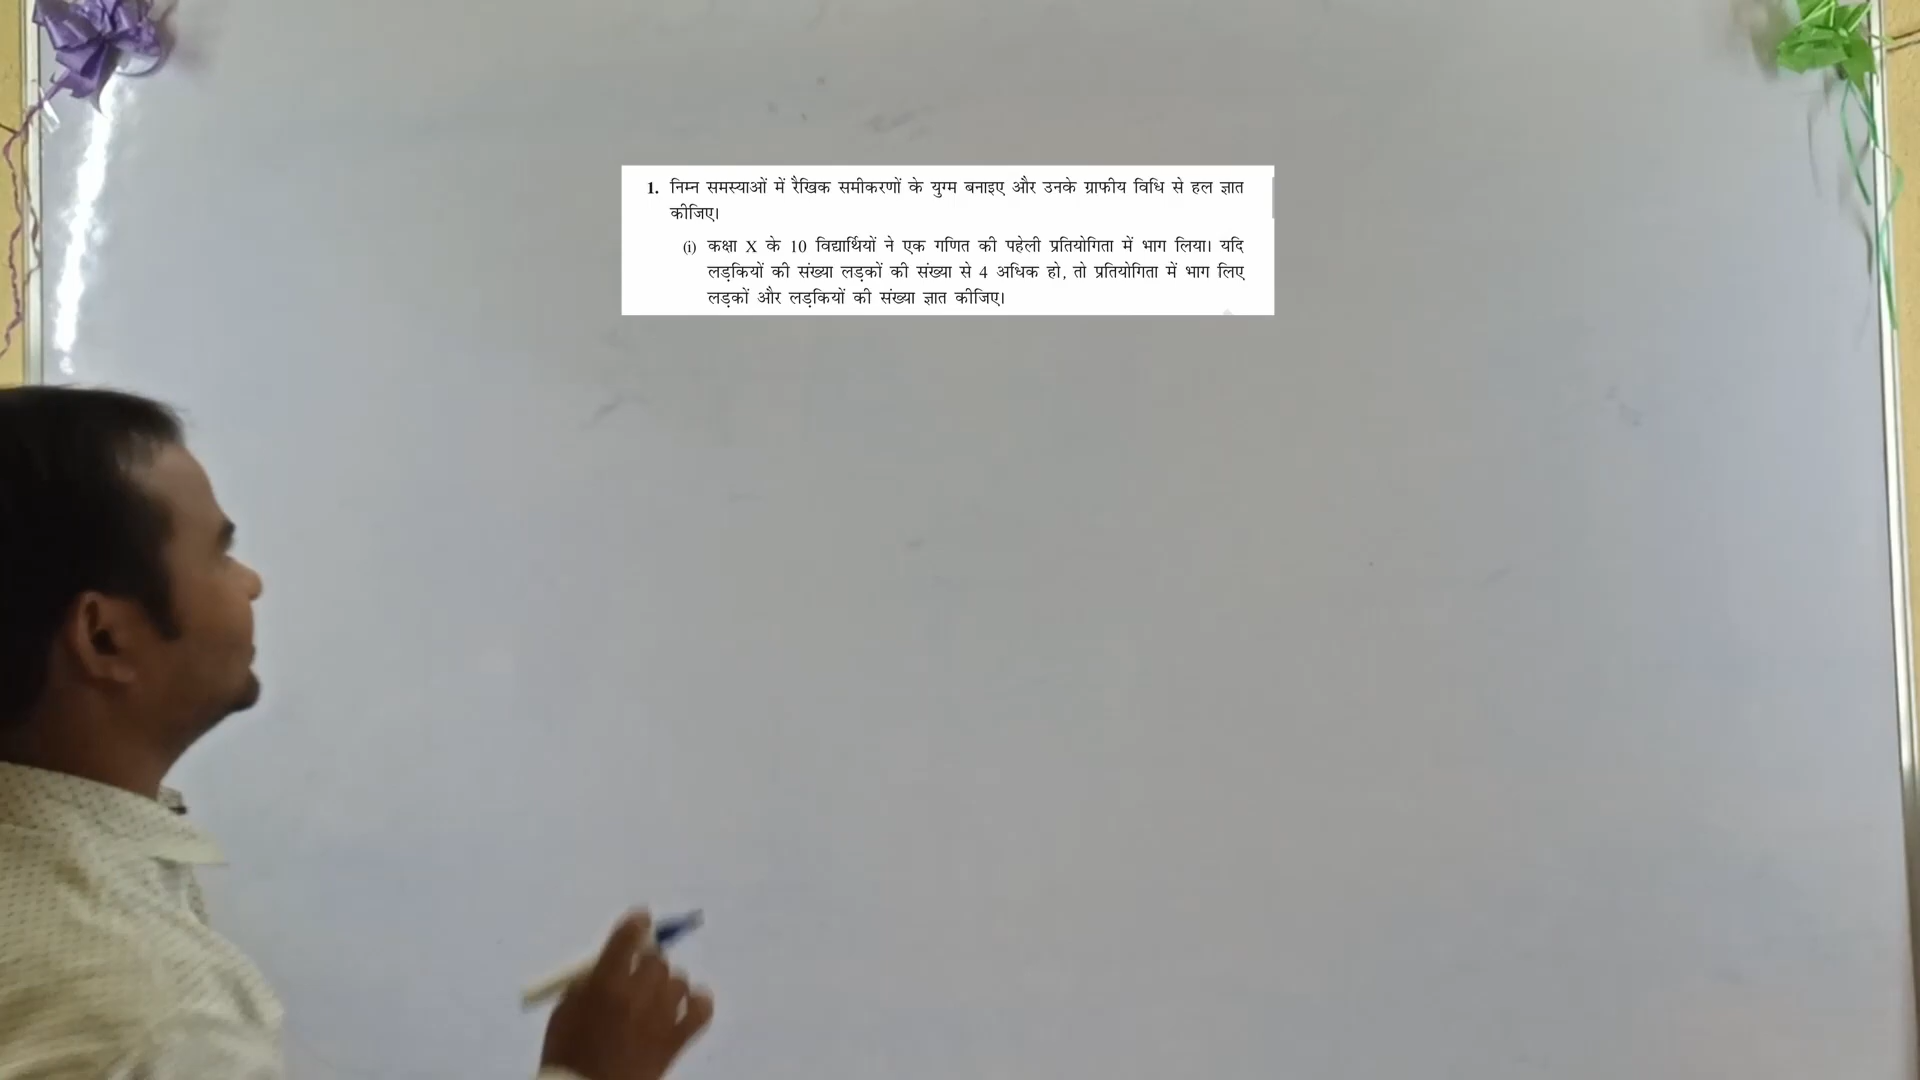 1. निम्न समस्याओं में रैखिक समीकरणों के युग्म बनाइए और उनके ग्राफीय विधि से हल ज्ञात
कीजिए।
(i) कक्षा X के 10 विद्यार्थियों ने एक गणित की पहेली प्रतियोगिता में भाग लिया। यदि
लड़कियों की संख्या लड़कों की संख्या से 4 अधिक हो, तो प्रतियोगिता में भाग लिए
लड़कों और लड़कियों की संख्या ज्ञात कीजिए।